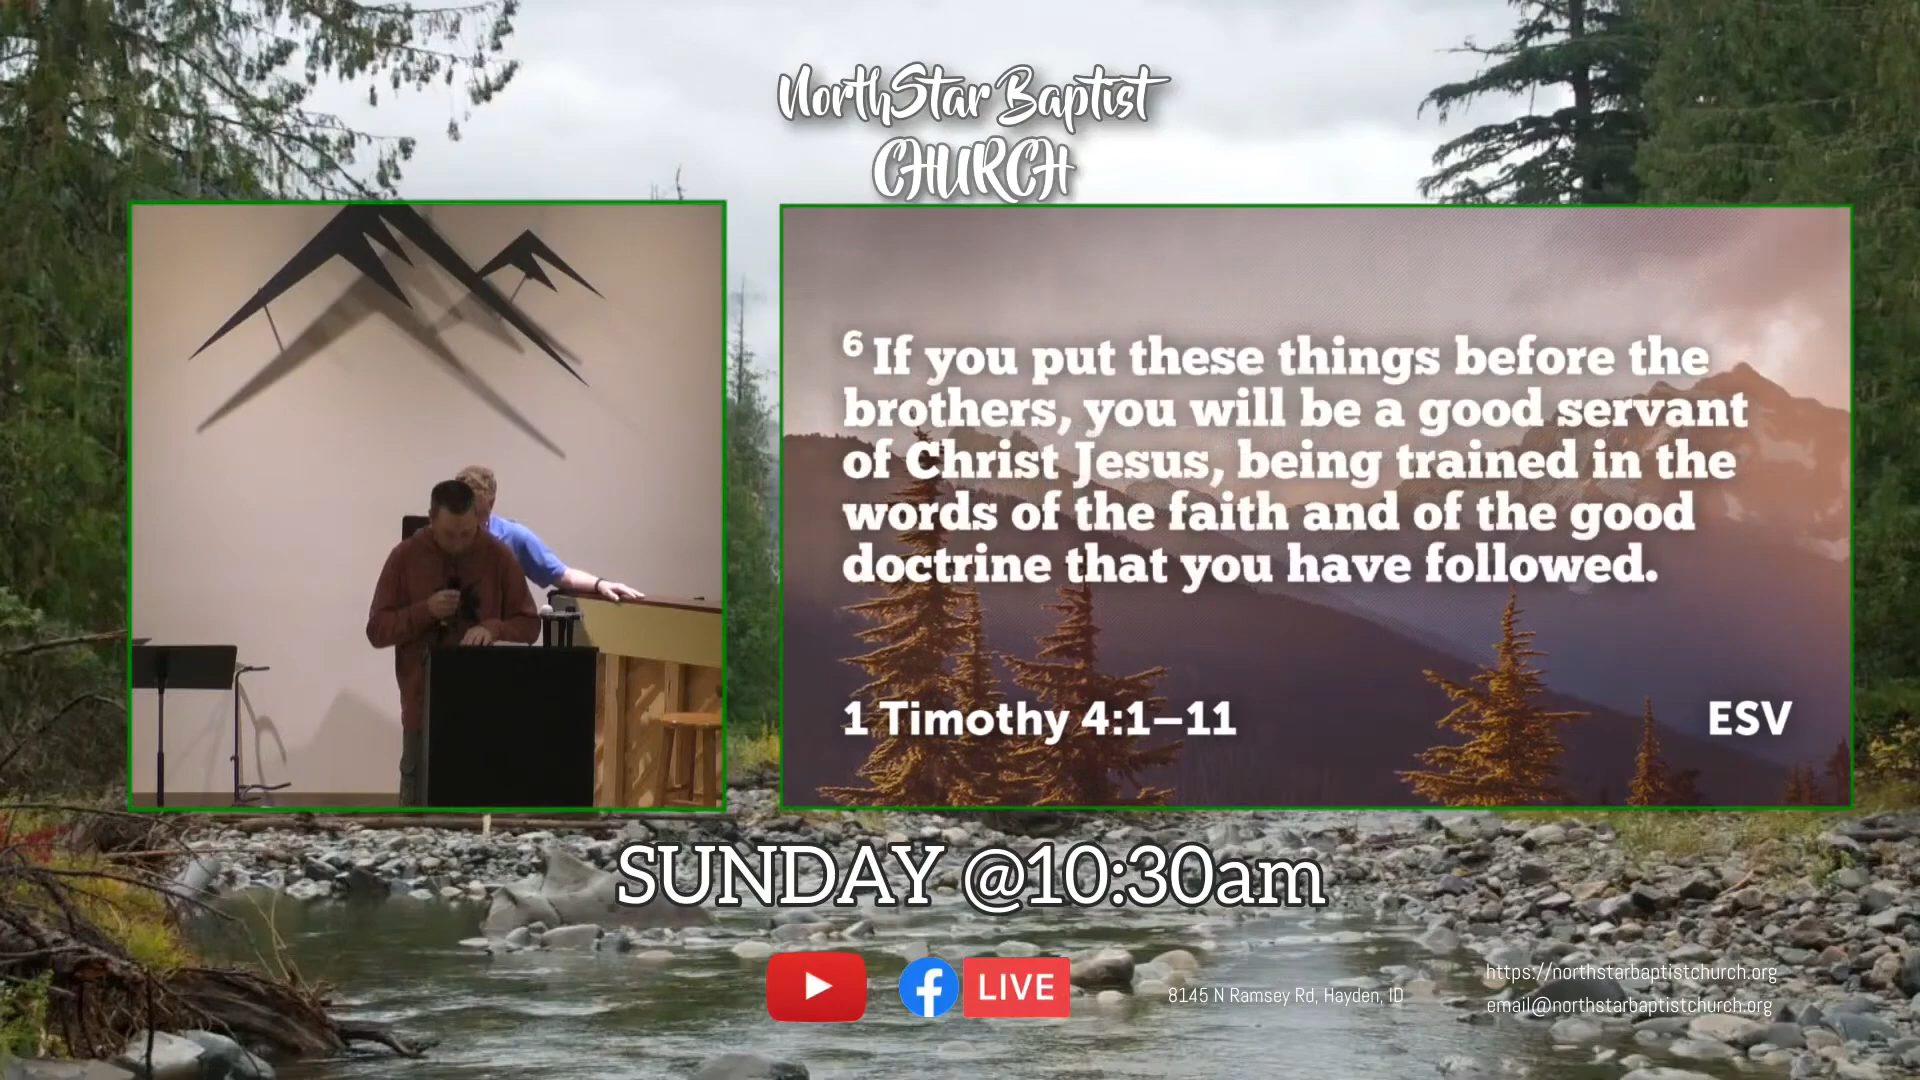 NorthStar Baptist
CHURCH
6 If you put these things before the
brothers, you will be a good servant
of Christ Jesus, being trained in the
words of the faith and of the good
doctrine that you have followed.
1 Timothy 4:1–11 ESV
SUNDAY @10:30am
LIVE
8145 N Ramsey Rd, Hayden, ID
https://northstarbaptistchurch.org
email@northstarbaptistchurch.org